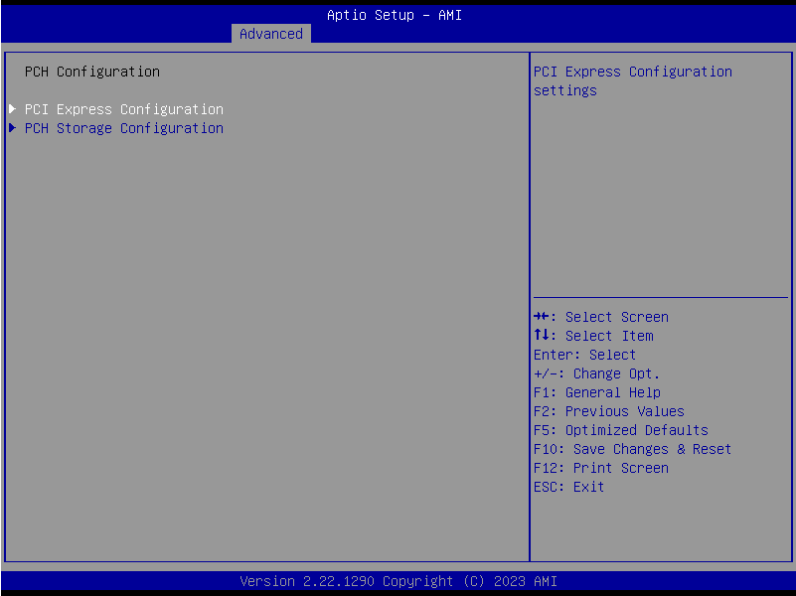 Aptio Setup – AMI
Advanced
PCH Configuration
PCI Express Configuration
PCH Storage Configuration
PCI Express Configuration
settings
→←: Select Screen
↑↓: Select Item
Enter: Select
+/-: Change Opt.
F1: General Help
F2: Previous Values
F5: Optimized Defaults
F10: Save Changes & Reset
F12: Print Screen
ESC: Exit
Version 2.22.1290 Copyright (C) 2023 AMI